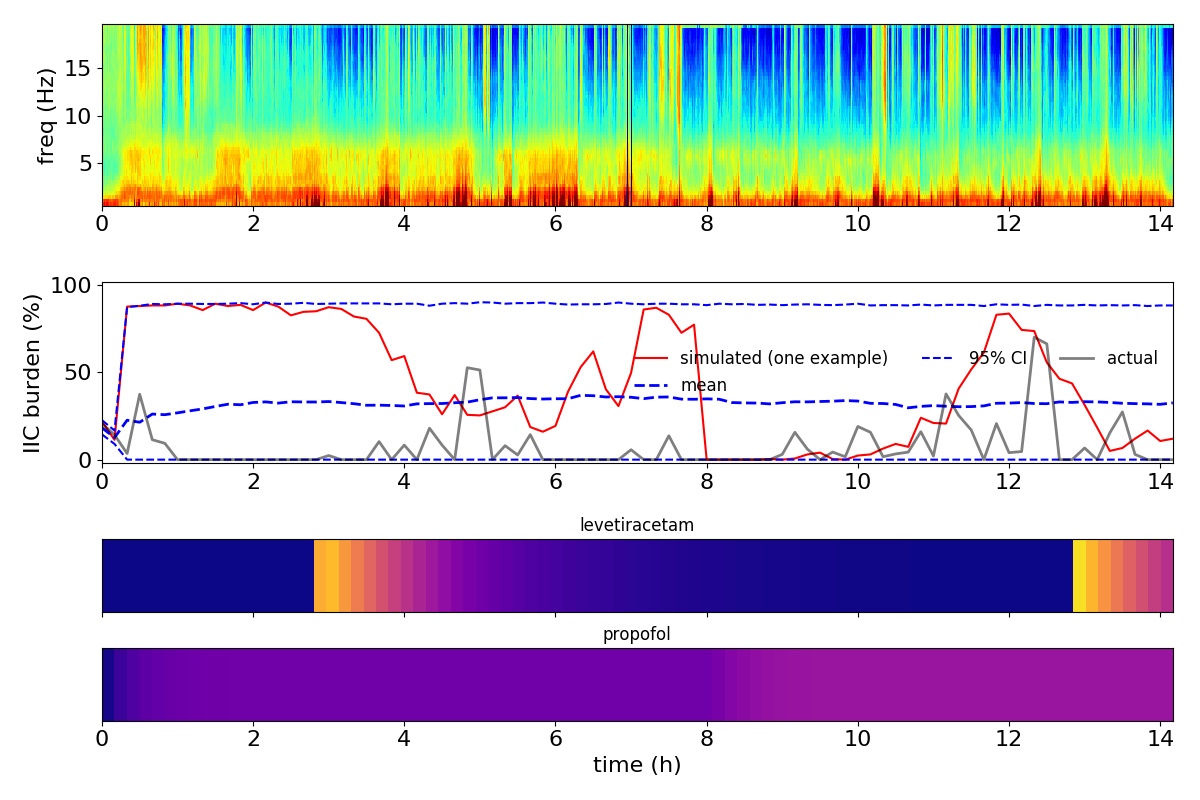 freq (Hz)
15
10
5
0 2 4 6 8 10 12 14
IIC burden (%)
100
50
0
simulated (one example) 95% CI actual
mean
0 2 4 6 8 10 12 14
levetiracetam
propofol
0 2 4 6 8 10 12 14
time (h)